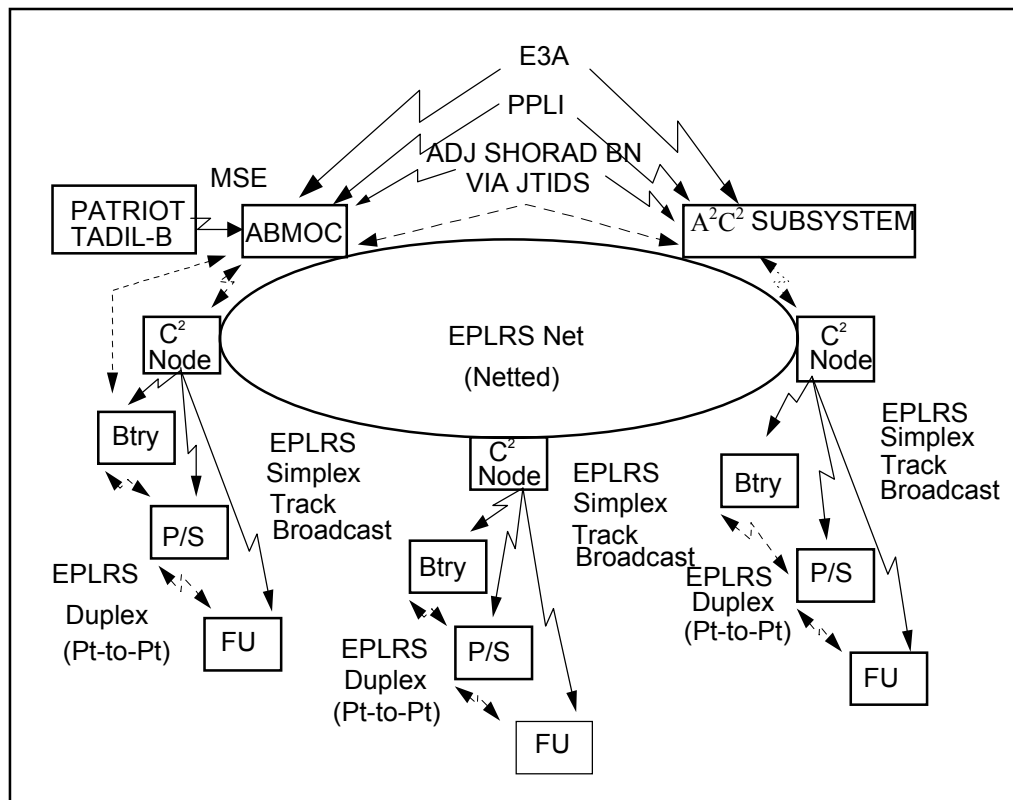 E3A
PPLI
ADJ SHORAD BN
VIA JTIDS
MSE
PATRIOT
TADIL-B
ABMOC
A²C² SUBSYSTEM
EPLRS Net
(Netted)
C²
Node
Btry
P/S
FU
EPLRS
Simplex
Track
Broadcast
EPLRS
Duplex
(Pt-to-Pt)
C²
Node
Btry
P/S
FU
EPLRS
Simplex
Track
Broadcast
EPLRS
Duplex
(Pt-to-Pt)
C²
Node
Btry
P/S
FU
EPLRS
Simplex
Track
Broadcast
EPLRS
Duplex
(Pt-to-Pt)